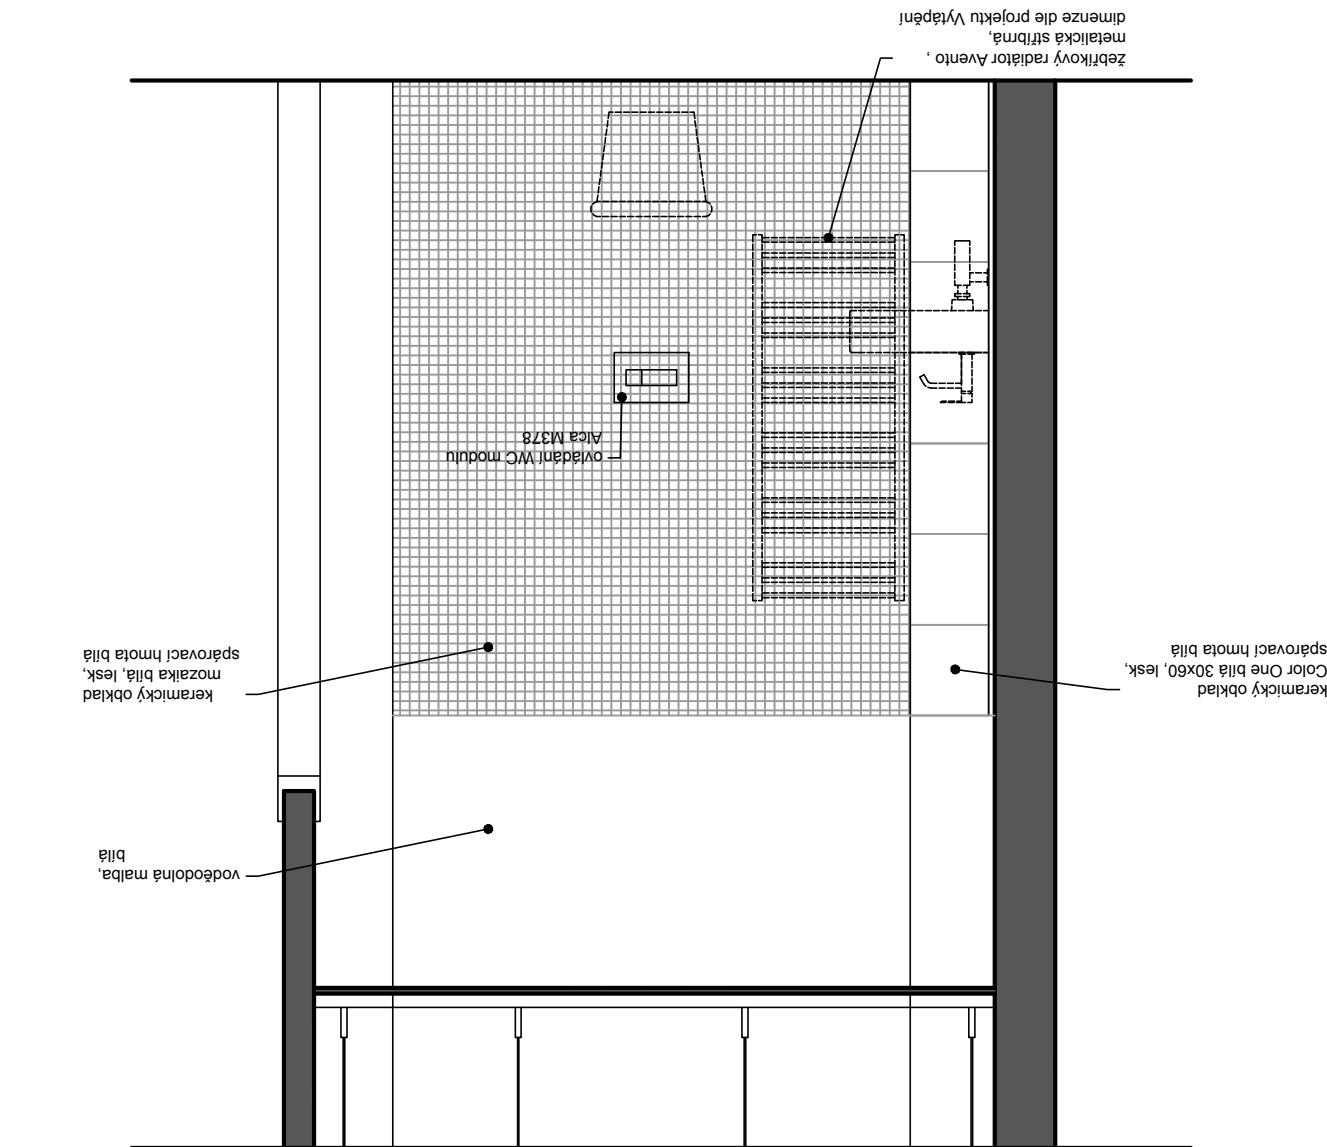 voděodolná malba,
bílá
keramický obklad
mozaika bílá, lesk,
spárovací hmota bílá
keramický obklad
Color One bílá 30x60, lesk,
spárovací hmota bílá
ovládání WC modulu
Alca M378
žebříkový radiátor Avento ,
metalická stříbrná,
dimenze dle projektu Vytápění